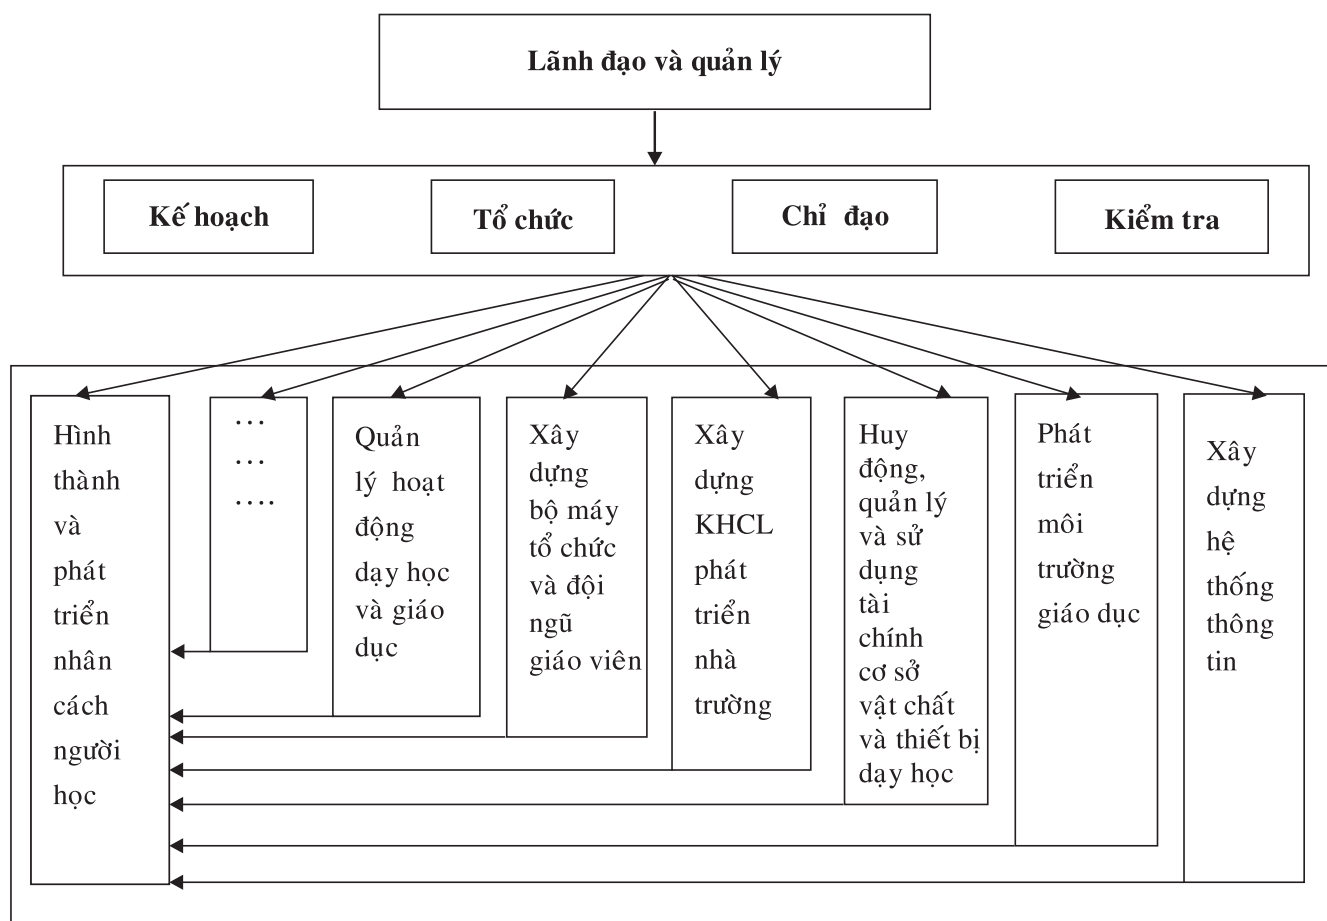 Lãnh đạo và quản lý
Kế hoạch
Tổ chức
Chỉ đạo
Kiểm tra
Hình
thành
và
phát
triển
nhân
cách
người
học
...
...
....
Quản
lý hoạt
động
dạy học
và giáo
dục
Xây
dựng
bộ máy
tổ chức
và đội
ngũ
giáo viên
Xây
dựng
KHCL
phát
triển
nhà
trường
Huy
động,
quản lý
và sử
dụng
tài
chính
cơ sở
vật chất
và thiết bị
dạy học
Phát
triển
môi
trường
giáo dục
Xây
dựng
hệ
thống
thông
tin